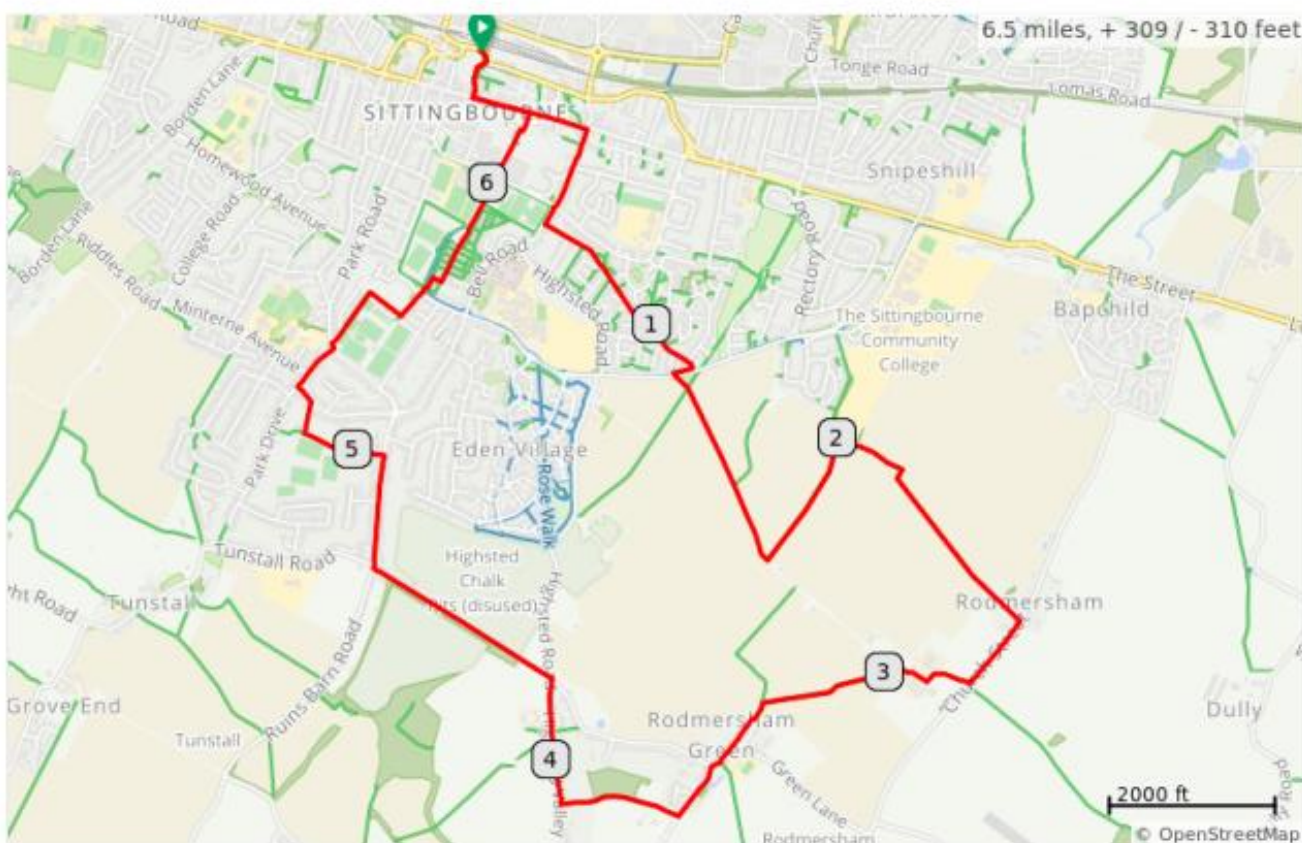 Road
6.5 miles, + 309 / - 310 feet
Tonge Road
Lomas Road
Borden Lane
SITTINGBOURNE
Homewood Avenue
Snipeshill
6
College Road
Park Road
Borden Lane
Riddles Road
Bell Road
Rectory Road
Highsted Road
The Street
Minterne Avenue
1
The Sittingbourne
Community
College
Bapchild
Park Drive
5
2
Eden Village
Rose Walk
Tunstall Road
Highsted
Chalk
Pits (disused)
Tunstall
Rodmersham
Highsted Road
3
Church Street
Ruins Barn Road
Grove End
Tunstall
Rodmersham
Green
Dully
4
Green Lane
Valley
2000 ft
Rodmersham
© OpenStreetMap